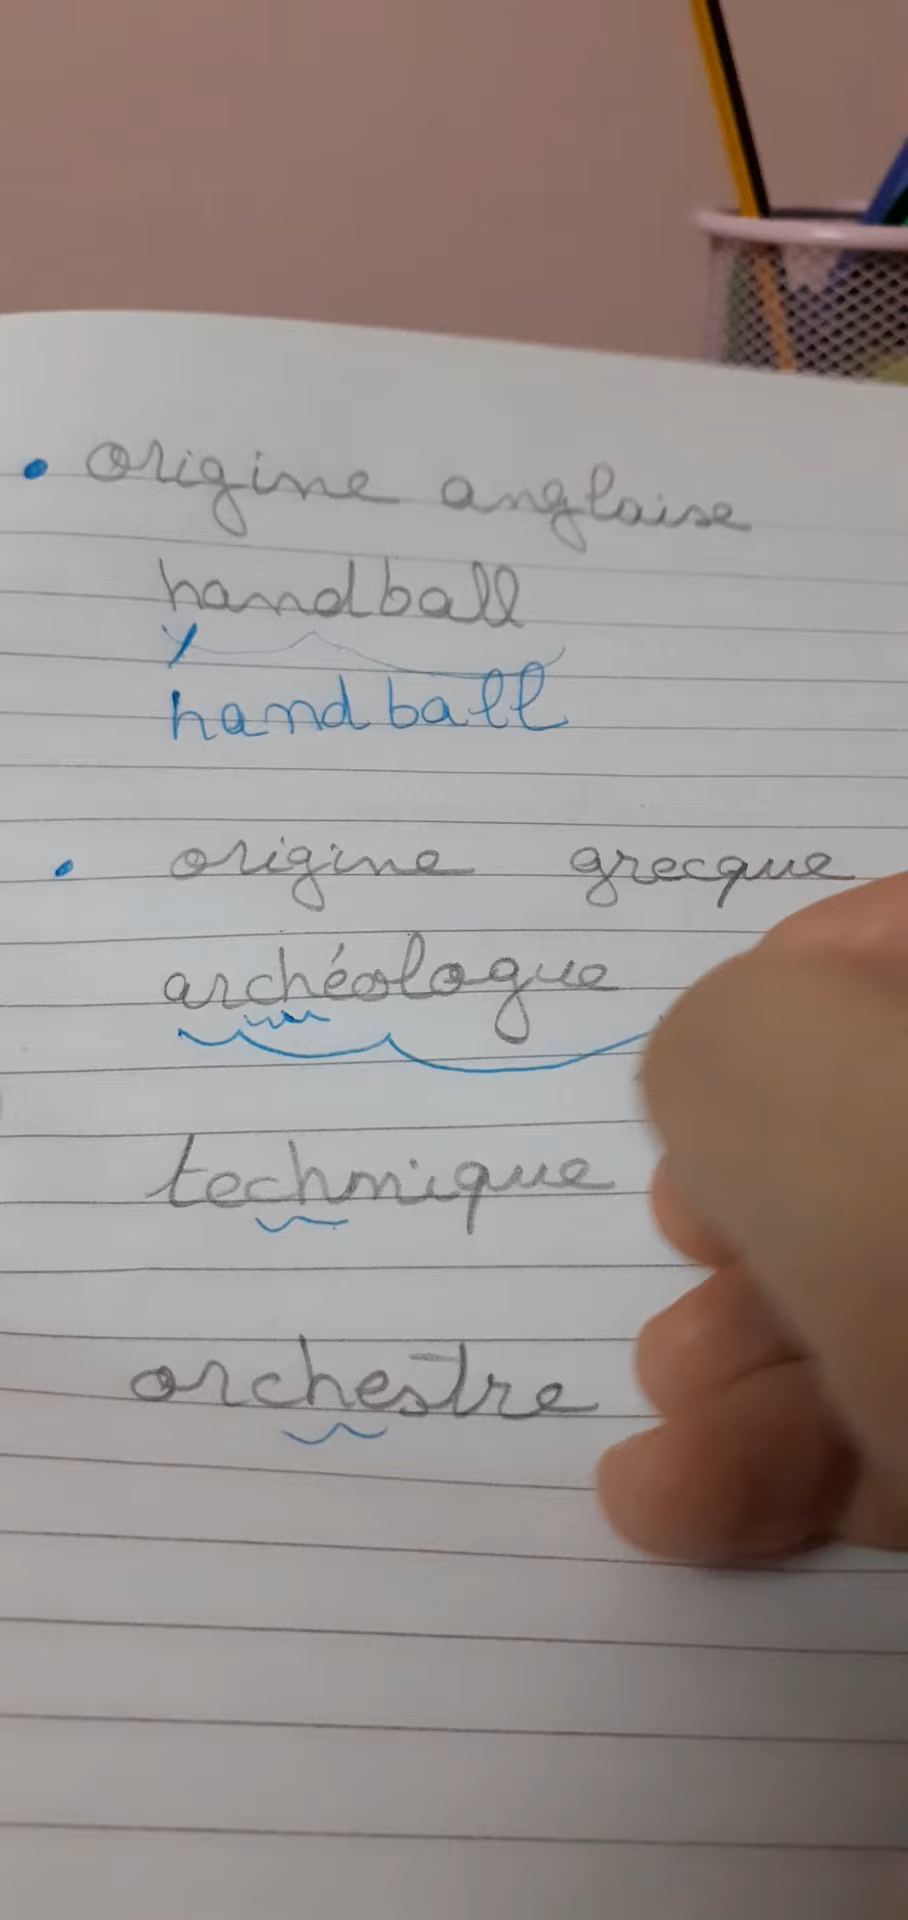 • origine anglaise
handball
handball
• origine grecque
archéologue
technique
orchestre